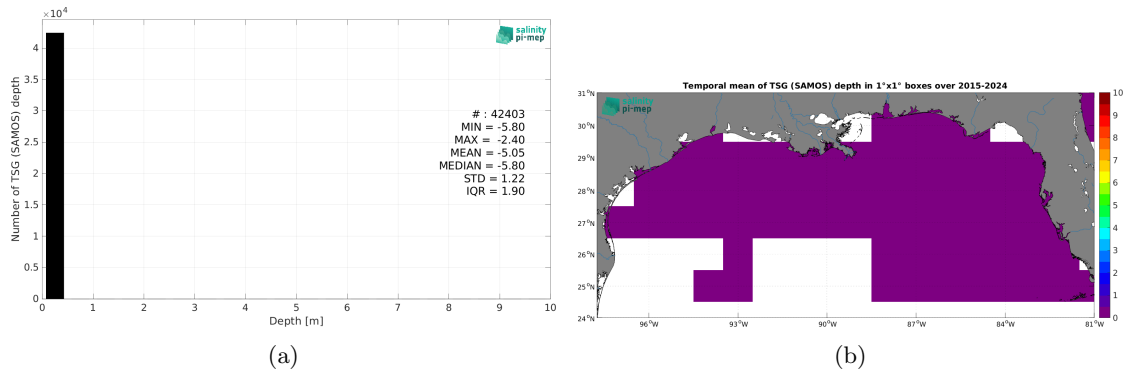 ×10⁴
4
3.5
3
2.5
2
1.5
1
0.5
0
Number of TSG (SAMOS) depth
salinity
pi-mep
# : 42403
MIN = -5.80
MAX = -2.40
MEAN = -5.05
MEDIAN = -5.80
STD = 1.22
IQR = 1.90
0 1 2 3 4 5 6 7 8 9 10
Depth [m]
(a)
Temporal mean of TSG (SAMOS) depth in 1°x1° boxes over 2015-2024
salinity
pi-mep
31°N
30°N
29°N
28°N
27°N
26°N
25°N
24°N
96°W 93°W 90°W 87°W 84°W 81°W
10
9
8
7
6
5
4
3
2
1
0
(b)